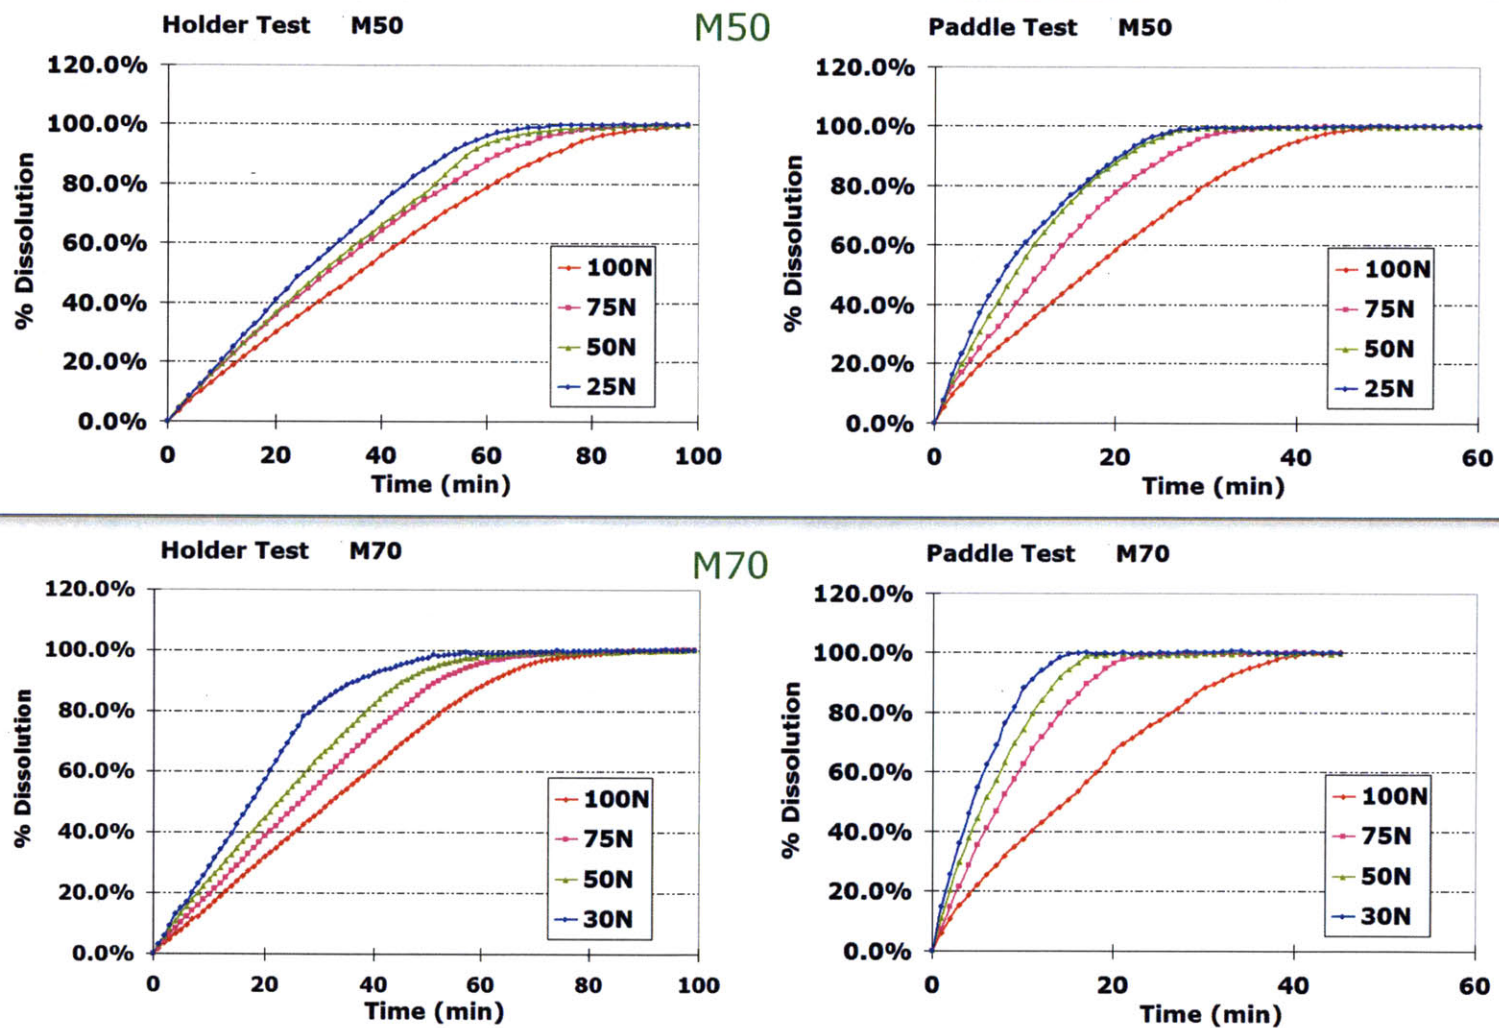 Holder Test M50
M50
Paddle Test M50
120.0%
100.0%
80.0%
60.0%
40.0%
20.0%
0.0%
% Dissolution
0 20 40 60 80 100
Time (min)
100N
75N
50N
25N
120.0%
100.0%
80.0%
60.0%
40.0%
20.0%
0.0%
% Dissolution
0 20 40 60
Time (min)
100N
75N
50N
25N
Holder Test M70
M70
Paddle Test M70
120.0%
100.0%
80.0%
60.0%
40.0%
20.0%
0.0%
% Dissolution
0 20 40 60 80 100
Time (min)
100N
75N
50N
30N
120.0%
100.0%
80.0%
60.0%
40.0%
20.0%
0.0%
% Dissolution
0 20 40 60
Time (min)
100N
75N
50N
30N